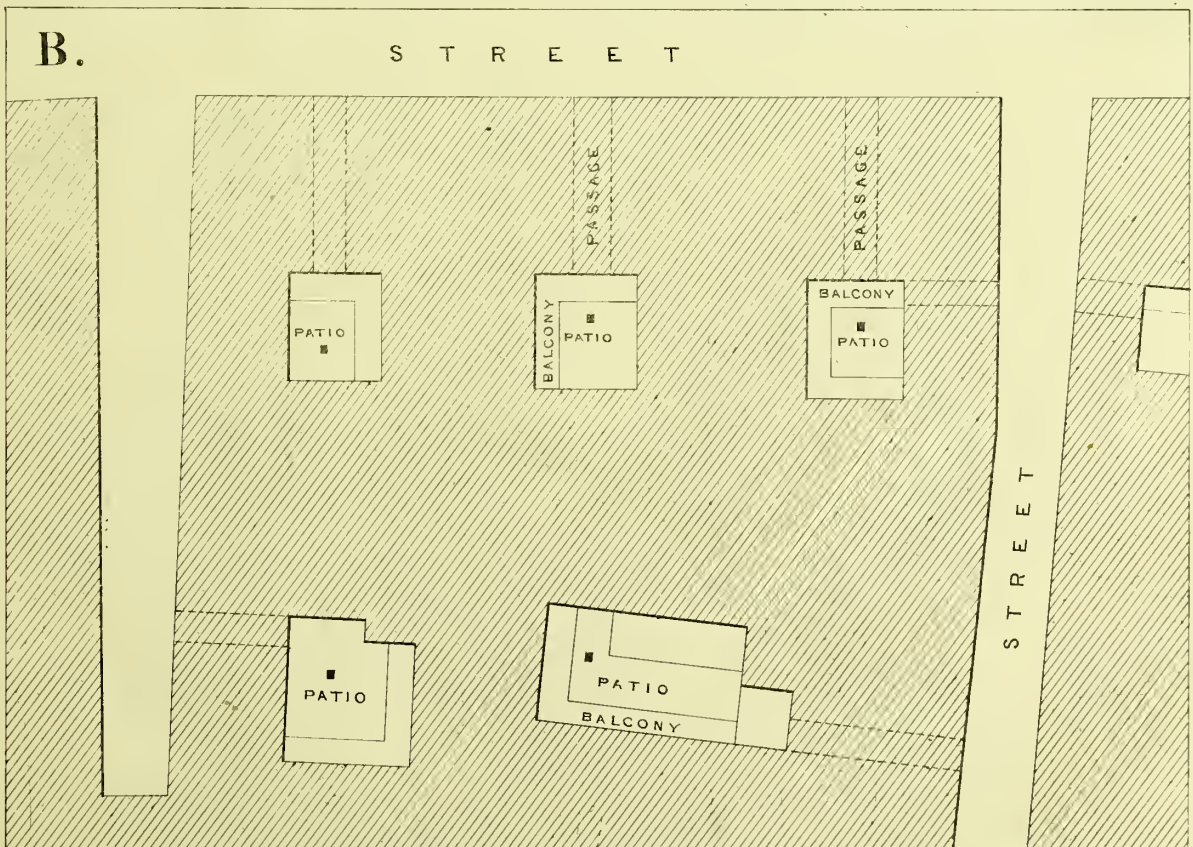 B.
STREET
PASSAGE
PASSAGE
BALCONY
PATIO
BALCONY
PATIO
PATIO
STREET
PATIO
PATIO
BALCONY